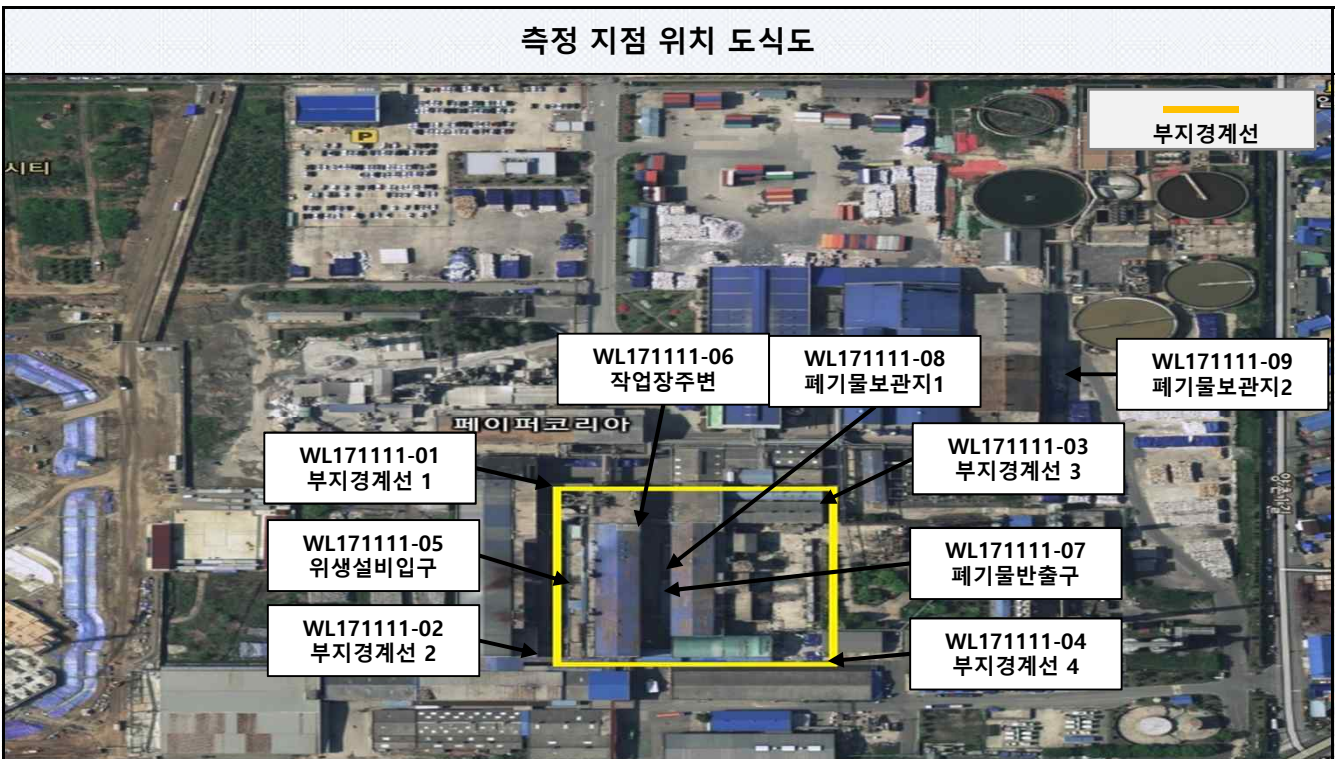 측정 지점 위치 도식도
부지경계선
P
시티
WL171111-06
작업장주변
WL171111-08
폐기물보관지1
WL171111-09
폐기물보관지2
페이퍼코리아
WL171111-01
부지경계선 1
WL171111-03
부지경계선 3
WL171111-05
위생설비입구
WL171111-07
폐기물반출구
WL171111-02
부지경계선 2
WL171111-04
부지경계선 4